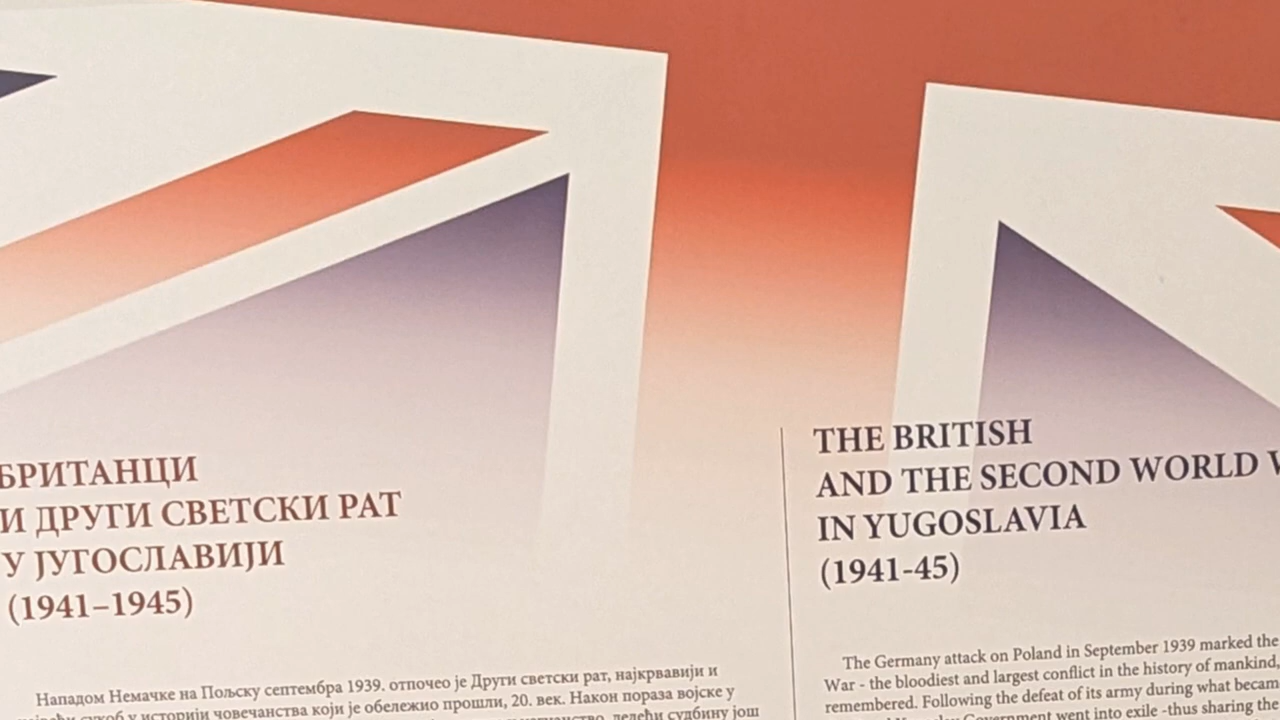 БРИТАНЦИ
И ДРУГИ СВЕТСКИ РАТ
У ЈУГОСЛАВИЈИ
(1941–1945)
Нападом Немачке на Пољску септембра 1939. отпочео је Други светски рат, најкрвавији и
сукоб у историји човечанства који је обележио прошли, 20. век. Након пораза војске у
делећи судбину још
THE BRITISH
AND THE SECOND WORLD
IN YUGOSLAVIA
(1941-45)
The Germany attack on Poland in September 1939 marked the
War - the bloodiest and largest conflict in the history of mankind,
remembered. Following the defeat of its army during what becam
Government went into exile -thus sharing the